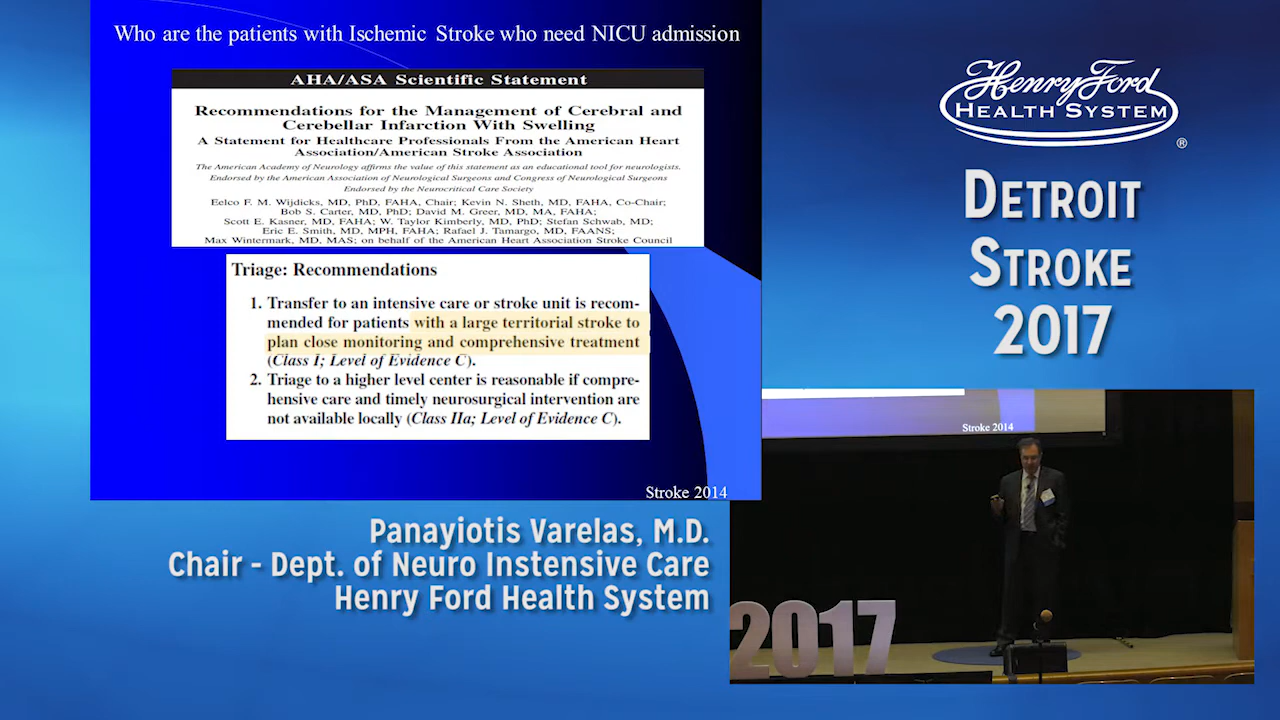 Who are the patients with Ischemic Stroke who need NICU admission
AHA/ASA Scientific Statement
Recommendations for the Management of Cerebral and
Cerebellar Infarction With Swelling
A Statement for Healthcare Professionals From the American Heart
Association/American Stroke Association
The American Academy of Neurology affirms the value of this statement as an educational tool for neurologists.
Endorsed by the American Association of Neurological Surgeons and Congress of Neurological Surgeons
Endorsed by the Neurocritical Care Society
Eelco F. M. Wijdicks, MD, PhD, FAHA, Chair; Kevin N. Sheth, MD, FAHA, Co-Chair;
Bob S. Carter, MD, PhD; David M. Greer, MD, MA, FAHA;
Scott E. Kasner, MD, FAHA; W. Taylor Kimberly, MD, PhD; Stefan Schwab, MD;
Eric E. Smith, MD, MPH, FAHA; Rafael J. Tamargo, MD, FAANS;
Max Wintermark, MD, MAS; on behalf of the American Heart Association Stroke Council
Triage: Recommendations
1. Transfer to an intensive care or stroke unit is recom-
mended for patients with a large territorial stroke to
plan close monitoring and comprehensive treatment
(Class I; Level of Evidence C).
2. Triage to a higher level center is reasonable if compre-
hensive care and timely neurosurgical intervention are
not available locally (Class IIa; Level of Evidence C).
Stroke 2014
Henry Ford
HEALTH SYSTEM
®
DETROIT
STROKE
2017
Stroke 2014
2017
Panayiotis Varelas, M.D.
Chair - Dept. of Neuro Instensive Care
Henry Ford Health System